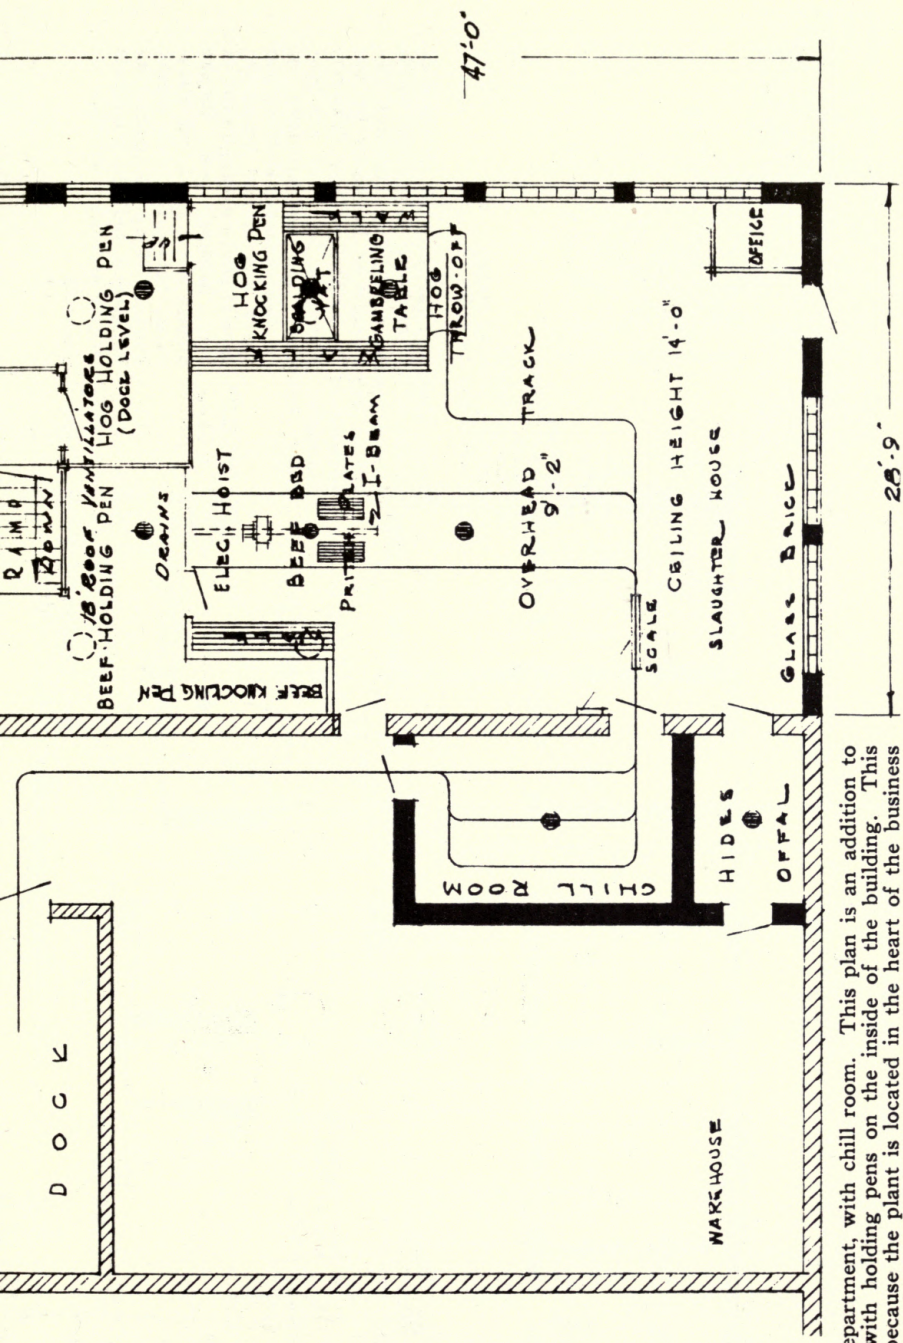 47'-0"
HOG HOLDING PEN
(DOCK LEVEL)
HOG
KNOCKING PEN
SCALDING
VAT
GAMBRELING
TABLE
HOG
THROW-OFF
OFFICE
RAMP
DOWN
18" ROOF VENTILLATORS
BEEF HOLDING PEN
DRAINS
ELEC HOIST
BEEF BED
PRITCH PLATES
I-BEAM
OVERHEAD TRACK
9'-2"
CEILING HEIGHT 14'-0"
SLAUGHTER HOUSE
GLASS BRICK
SCALE
28'-9"
BEEF KNOCKING PEN
CHILL ROOM
HIDES
OFFAL
DOCK
WAREHOUSE
epartment, with chill room. This plan is an addition to
with holding pens on the inside of the building. This
because the plant is located in the heart of the business